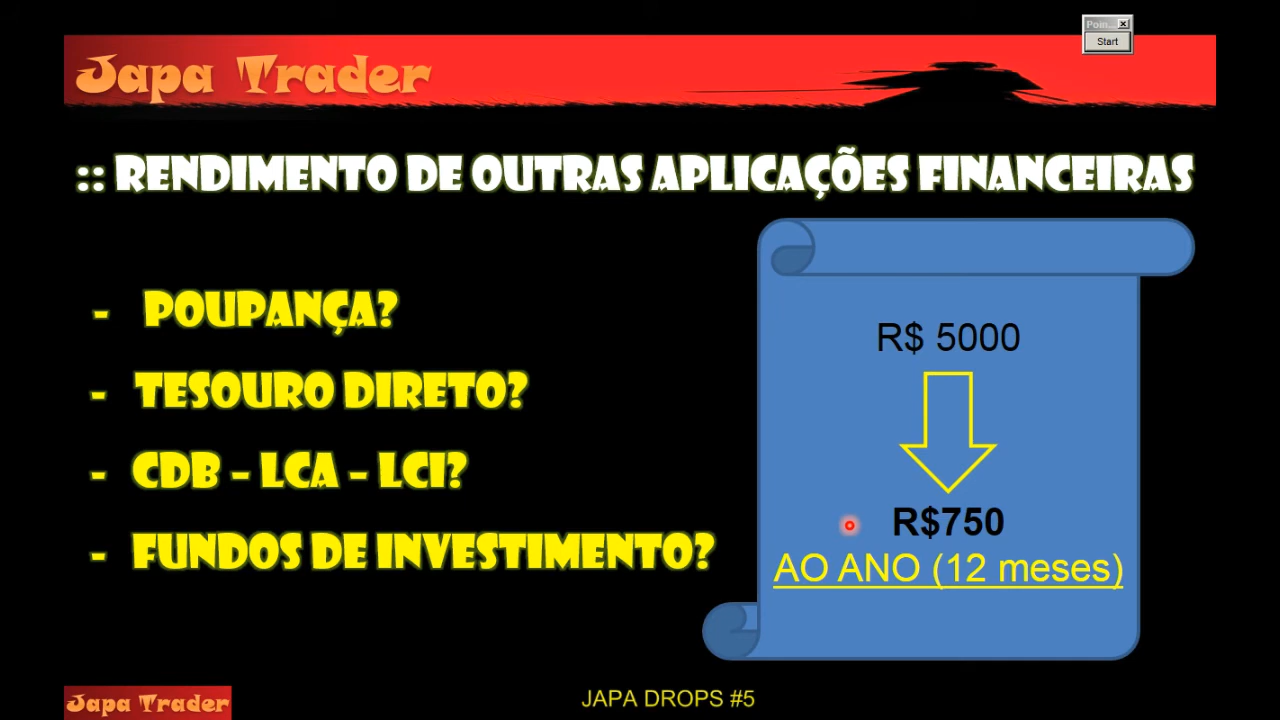 Poin...
Start
Japa Trader
:: RENDIMENTO DE OUTRAS APLICAÇÕES FINANCEIRAS
- POUPANÇA?
- TESOURO DIRETO?
- CDB – LCA – LCI?
- FUNDOS DE INVESTIMENTO?
R$ 5000
R$750
AO ANO (12 meses)
Japa Trader
JAPA DROPS #5